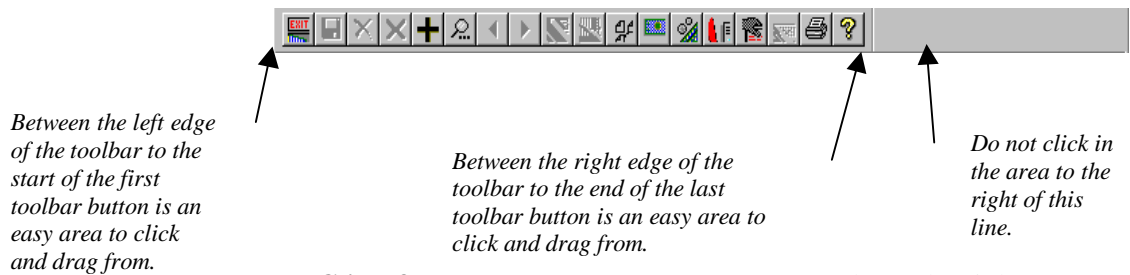 EXIT
Between the left edge
of the toolbar to the
start of the first
toolbar button is an
easy area to click
and drag from.
Between the right edge of the
toolbar to the end of the last
toolbar button is an easy area to
click and drag from.
Do not click in
the area to the
right of this
line.